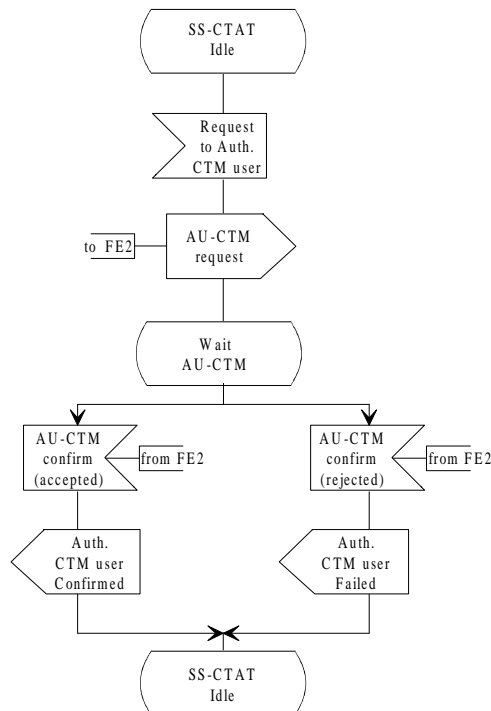 SS-CTAT
Idle
Request
to Auth.
CTM user
to FE2
AU-CTM
request
Wait
AU-CTM
AU-CTM
confirm
(accepted)
from FE2
AU-CTM
confirm
(rejected)
from FE2
Auth.
CTM user
Confirmed
Auth.
CTM user
Failed
SS-CTAT
Idle